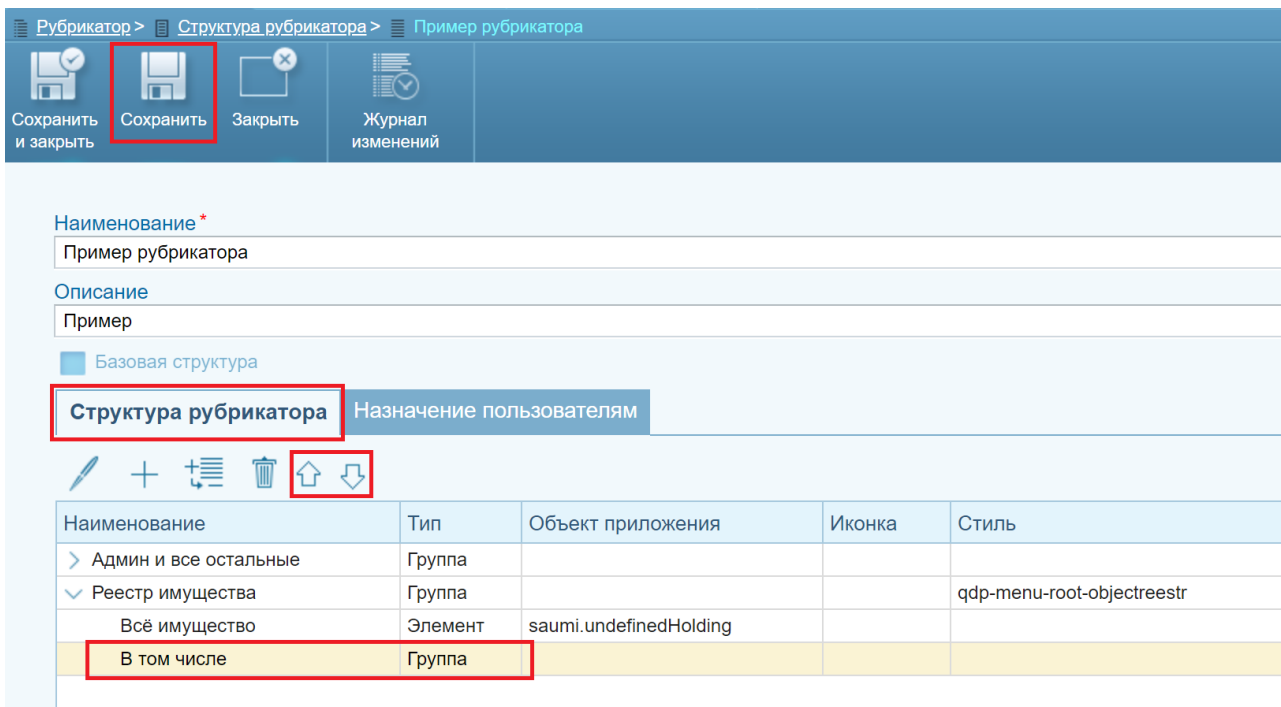 Рубрикатор > Структура рубрикатора > Пример рубрикатора
Сохранить и закрыть
Сохранить
Закрыть
Журнал изменений
Наименование *
Пример рубрикатора
Описание
Пример
Базовая структура
Структура рубрикатора Назначение пользователям
Наименование Тип Объект приложения Иконка Стиль
Админ и все остальные Группа
Реестр имущества Группа qdp-menu-root-objectreestr
Всё имущество Элемент saumi.undefinedHolding
В том числе Группа